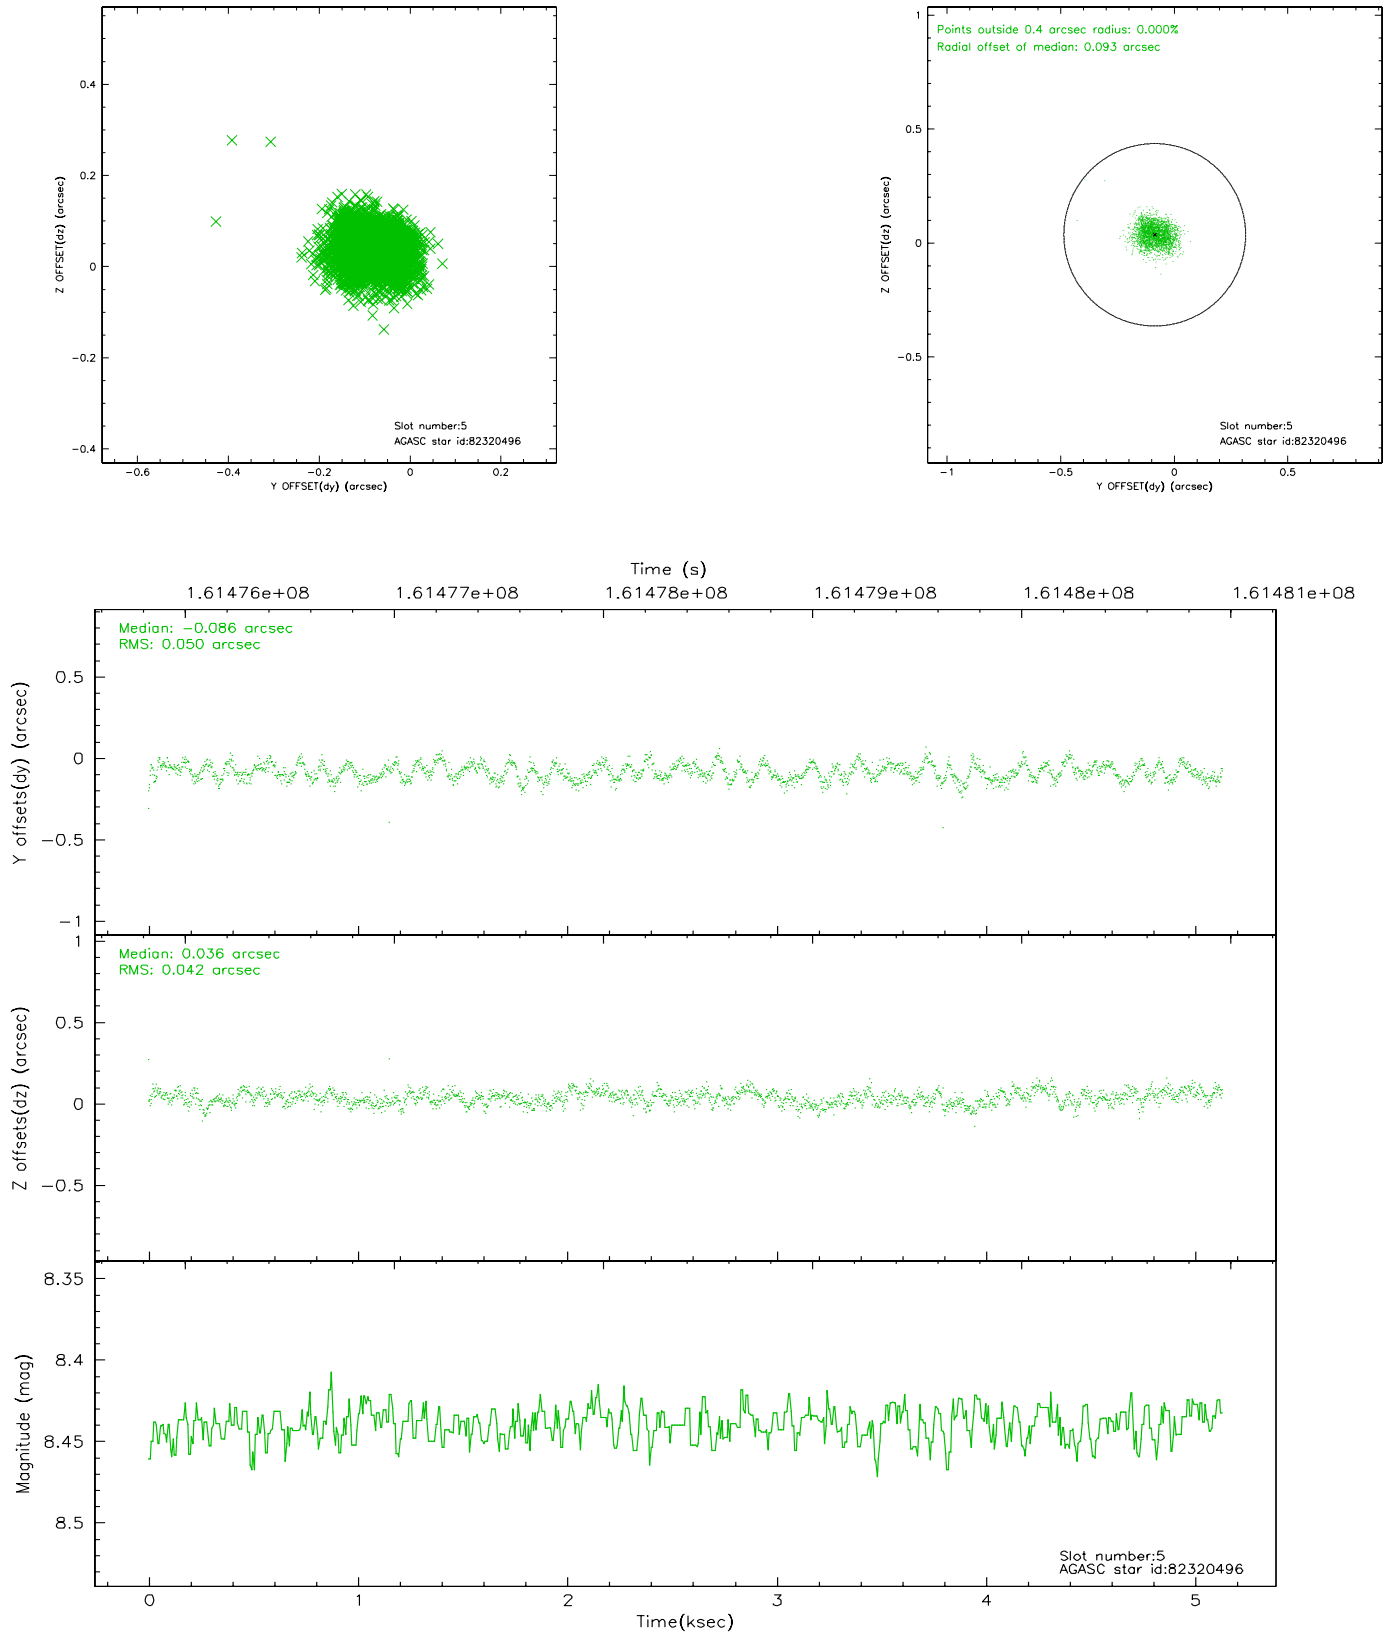 0.4
0.2
0
−0.2
−0.4
−0.6
−0.4
−0.2
0
0.2
Z OFFSET(dz) (arcsec)
Y OFFSET(dy) (arcsec)
Slot number:5
AGASC star id:82320496
Points outside 0.4 arcsec radius: 0.000%
Radial offset of median: 0.093 arcsec
1
0.5
0
−0.5
−1
−0.5
0
0.5
Z OFFSET(dz) (arcsec)
Y OFFSET(dy) (arcsec)
Slot number:5
AGASC star id:82320496
Time (s)
1.61476e+08
1.61477e+08
1.61478e+08
1.61479e+08
1.6148e+08
1.61481e+08
Median: −0.086 arcsec
RMS: 0.050 arcsec
0.5
0
−0.5
−1
Y offsets(dy) (arcsec)
Median: 0.036 arcsec
RMS: 0.042 arcsec
1
0.5
0
−0.5
Z offsets(dz) (arcsec)
8.35
8.4
8.45
8.5
Magnitude (mag)
Slot number:5
AGASC star id:82320496
0
1
2
3
4
5
Time(ksec)